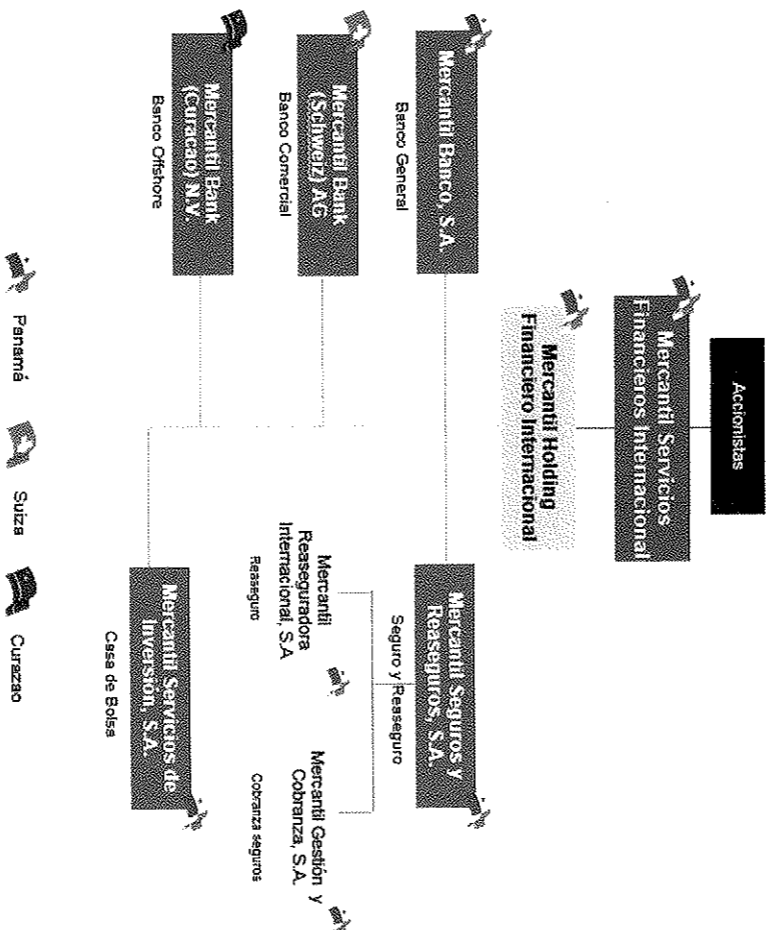 Accionistas
Mercantil Servicios
Financieros Internacional
Mercantil Holding
Financiero Internacional
Mercantil Banco, S.A.
Banco General
Mercantil Bank
(Schweiz) AG
Banco Comercial
Mercantil Bank
(Curacao) N.V.
Banco Offshore
Mercantil Seguros y
Reaseguros, S.A.
Seguro y Reaseguro
Mercantil
Reaseguradora
Internacional, S.A
Reaseguro
Mercantil Gestión y
Cobranza, S.A.
Cobranza seguros
Mercantil Servicios de
Inversión, S.A.
Casa de Bolsa
Panamá
Suiza
Curazao